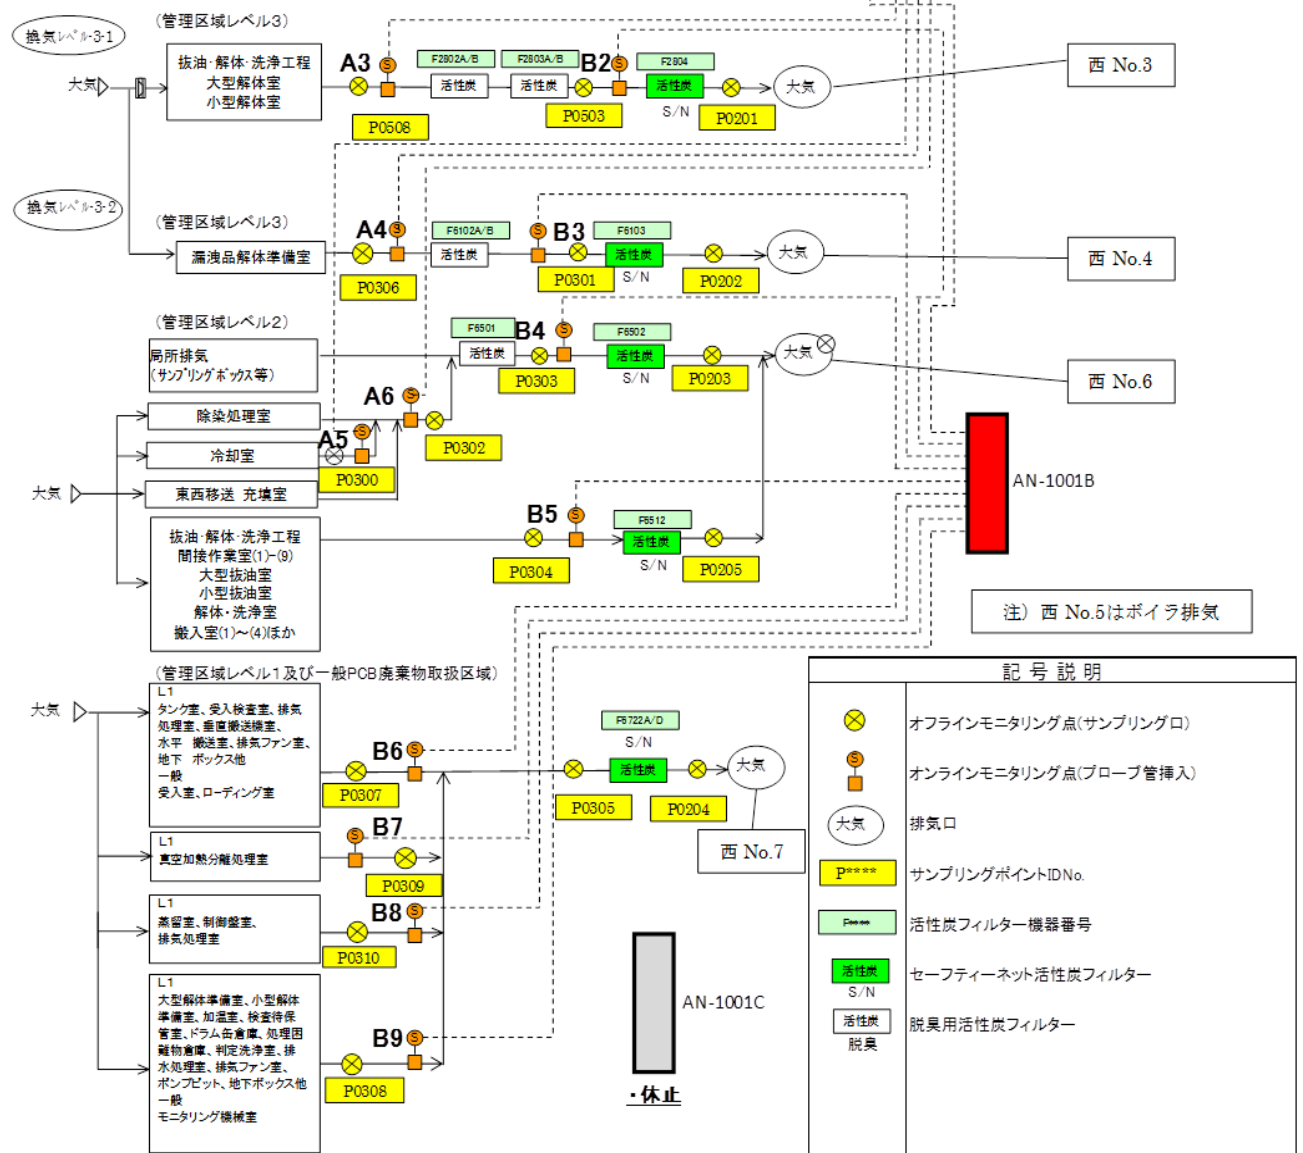 (管理区域レベル3)
換気レベル-3-1
抜油・解体・洗浄工程
大型解体室
小型解体室
大気
A3
F2802A/B
F2803A/B
B2
F2804
S
S
活性炭
活性炭
活性炭
S/N
大気
西 No.3
P0508
P0503
P0201
換気レベル-3-2
(管理区域レベル3)
漏洩品解体準備室
A4
S
F6102A/B
活性炭
S
B3
F6103
活性炭
S/N
大気
西 No.4
P0306
P0301
P0202
(管理区域レベル2)
局所排気
(サンプリングボックス等)
F6501
活性炭
B4
S
F6502
活性炭
S/N
大気
西 No.6
P0303
P0203
A6
S
除染処理室
A5
S
P0302
冷却室
P0300
大気
東西移送 充填室
AN-1001B
抜油・解体・洗浄工程
間接作業室(1)-(9)
大型抜油室
小型抜油室
解体・洗浄室
搬入室(1)～(4)ほか
B5
S
F6512
活性炭
S/N
P0304
P0205
注) 西 No.5はボイラ排気
(管理区域レベル1及び一般PCB廃棄物取扱区域)
大気
L1
タンク室、受入検査室、排気
処理室、垂直搬送機室、
水平 搬送室、排気ファン室、
地下 ボックス他
一般
受入室、ローディング室
B6
S
P0307
F5722A/D
S/N
活性炭
大気
P0305
P0204
西 No.7
L1
真空加熱分離処理室
B7
S
P0309
L1
蒸留室、制御盤室、
排気処理室
B8
S
P0310
L1
大型解体準備室、小型解体
準備室、加温室、検査待保
管室、ドラム缶倉庫、処理困
難物倉庫、判定洗浄室、排
水処理室、排気ファン室、
ポンプピット、地下ボックス他
一般
モニタリング機械室
B9
S
P0308
AN-1001C
・休止
記号説明
オフラインモニタリング点(サンプリング口)
S
オンラインモニタリング点(プローブ管挿入)
大気
排気口
P****
サンプリングポイントIDNo.
F****
活性炭フィルター機器番号
活性炭
S/N
セーフティーネット活性炭フィルター
活性炭
脱臭
脱臭用活性炭フィルター